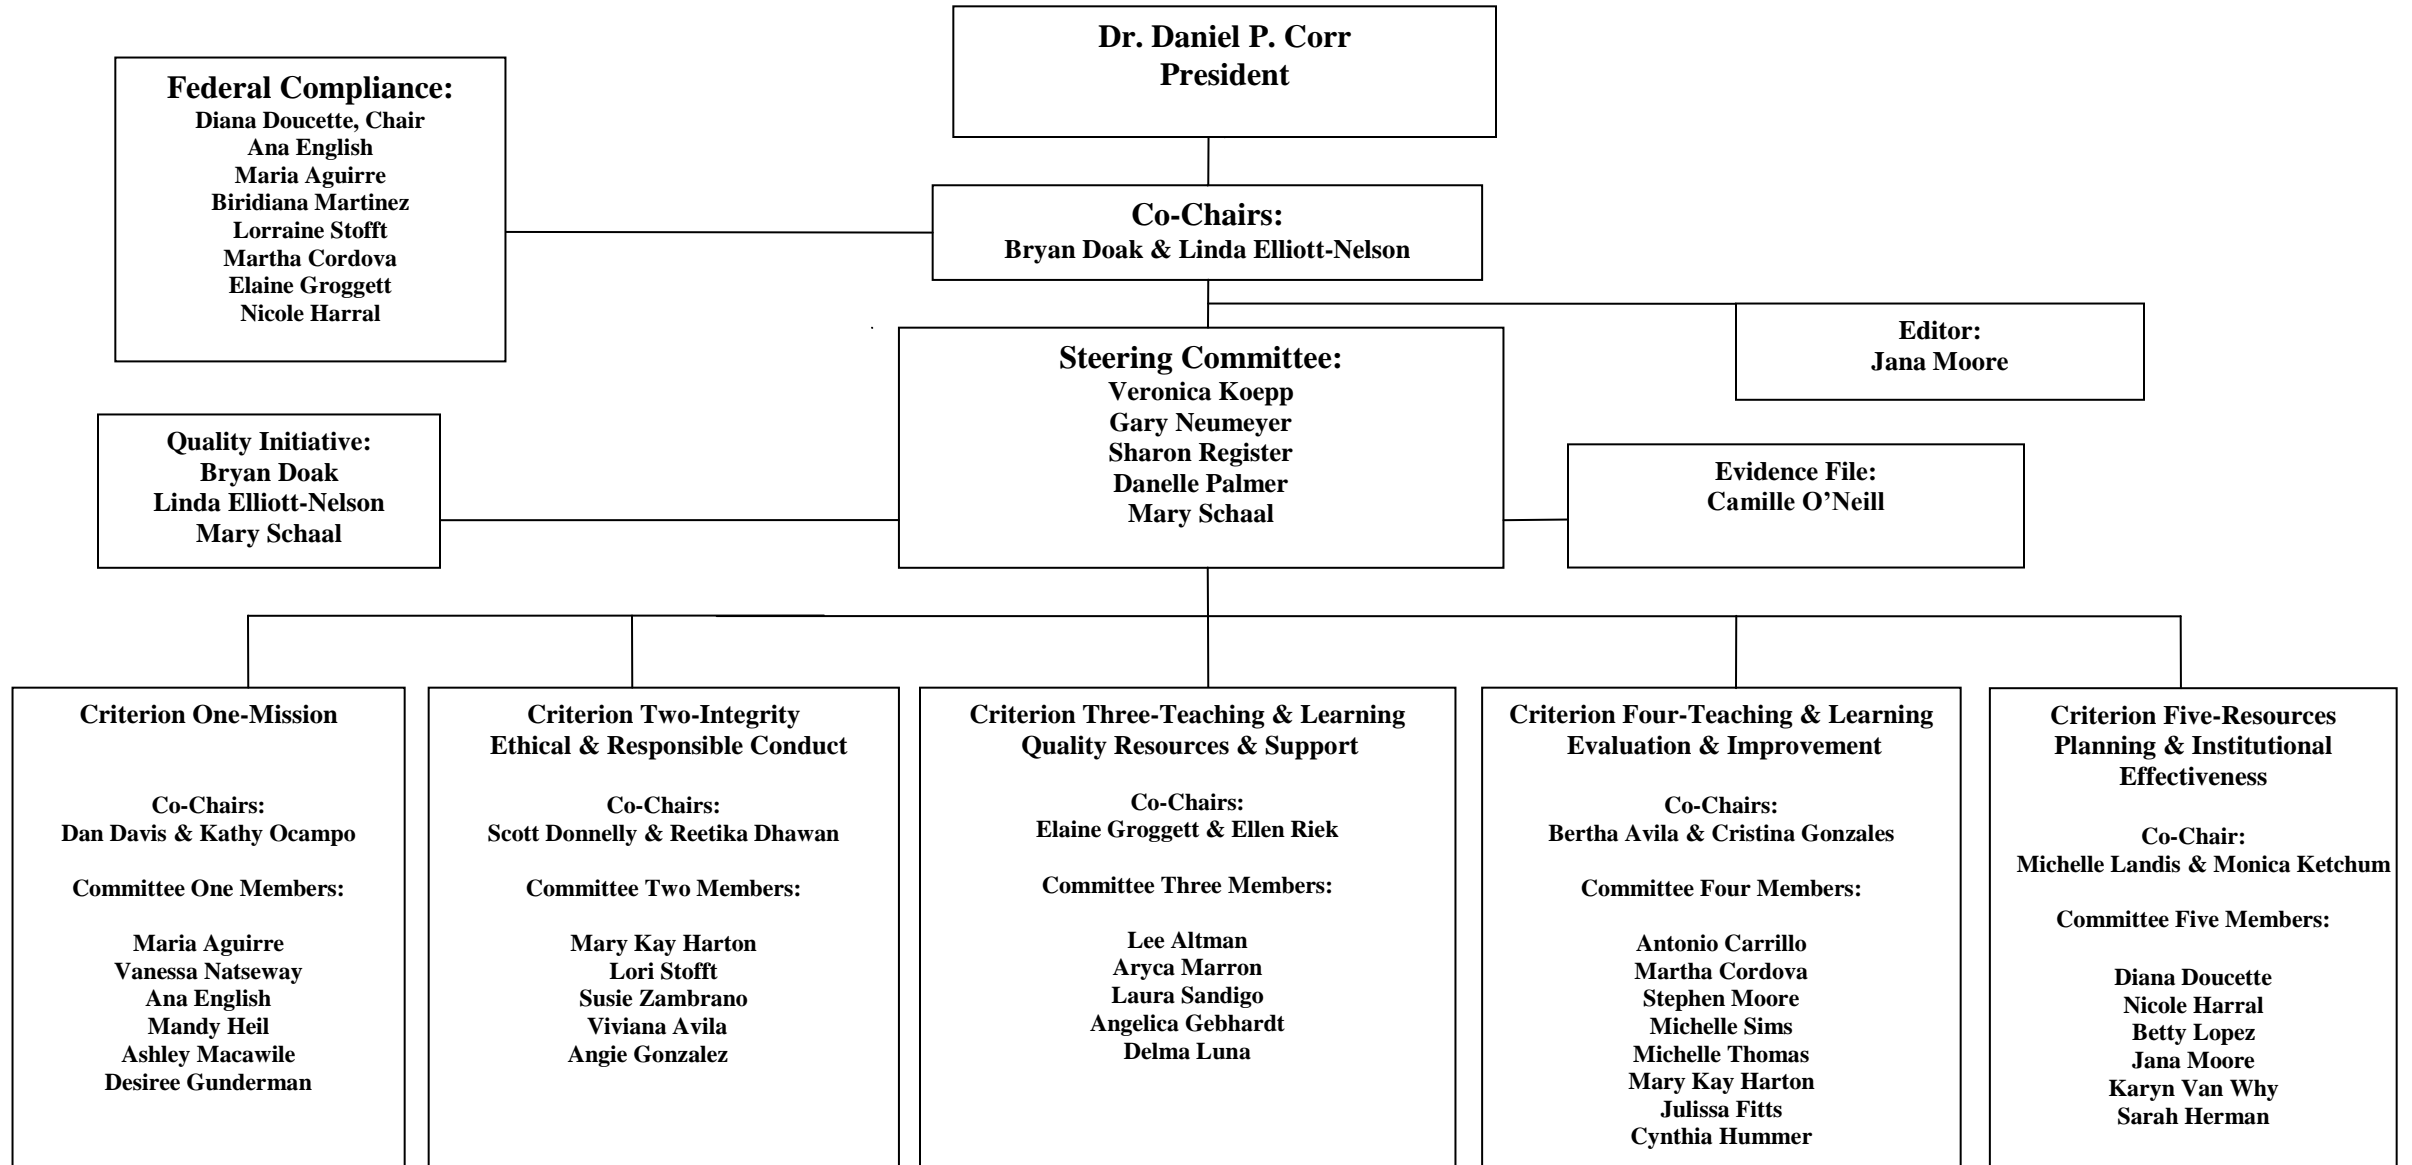 Dr. Daniel P. Corr
President
Federal Compliance:
Diana Doucette, Chair
Ana English
Maria Aguirre
Biridiana Martinez
Lorraine Stofft
Martha Cordova
Elaine Groggett
Nicole Harral
Co-Chairs:
Bryan Doak & Linda Elliott-Nelson
Editor:
Jana Moore
Steering Committee:
Veronica Koepp
Gary Neumeyer
Sharon Register
Danelle Palmer
Mary Schaal
Quality Initiative:
Bryan Doak
Linda Elliott-Nelson
Mary Schaal
Evidence File:
Camille O’Neill
Criterion One-Mission
Co-Chairs:
Dan Davis & Kathy Ocampo
Committee One Members:
Maria Aguirre
Vanessa Natseway
Ana English
Mandy Heil
Ashley Macawile
Desiree Gunderman
Criterion Two-Integrity
Ethical & Responsible Conduct
Co-Chairs:
Scott Donnelly & Reetika Dhawan
Committee Two Members:
Mary Kay Harton
Lori Stofft
Susie Zambrano
Viviana Avila
Angie Gonzalez
Criterion Three-Teaching & Learning
Quality Resources & Support
Co-Chairs:
Elaine Groggett & Ellen Riek
Committee Three Members:
Lee Altman
Aryca Marron
Laura Sandigo
Angelica Gebhardt
Delma Luna
Criterion Four-Teaching & Learning
Evaluation & Improvement
Co-Chairs:
Bertha Avila & Cristina Gonzales
Committee Four Members:
Antonio Carrillo
Martha Cordova
Stephen Moore
Michelle Sims
Michelle Thomas
Mary Kay Harton
Julissa Fitts
Cynthia Hummer
Criterion Five-Resources
Planning & Institutional
Effectiveness
Co-Chair:
Michelle Landis & Monica Ketchum
Committee Five Members:
Diana Doucette
Nicole Harral
Betty Lopez
Jana Moore
Karyn Van Why
Sarah Herman